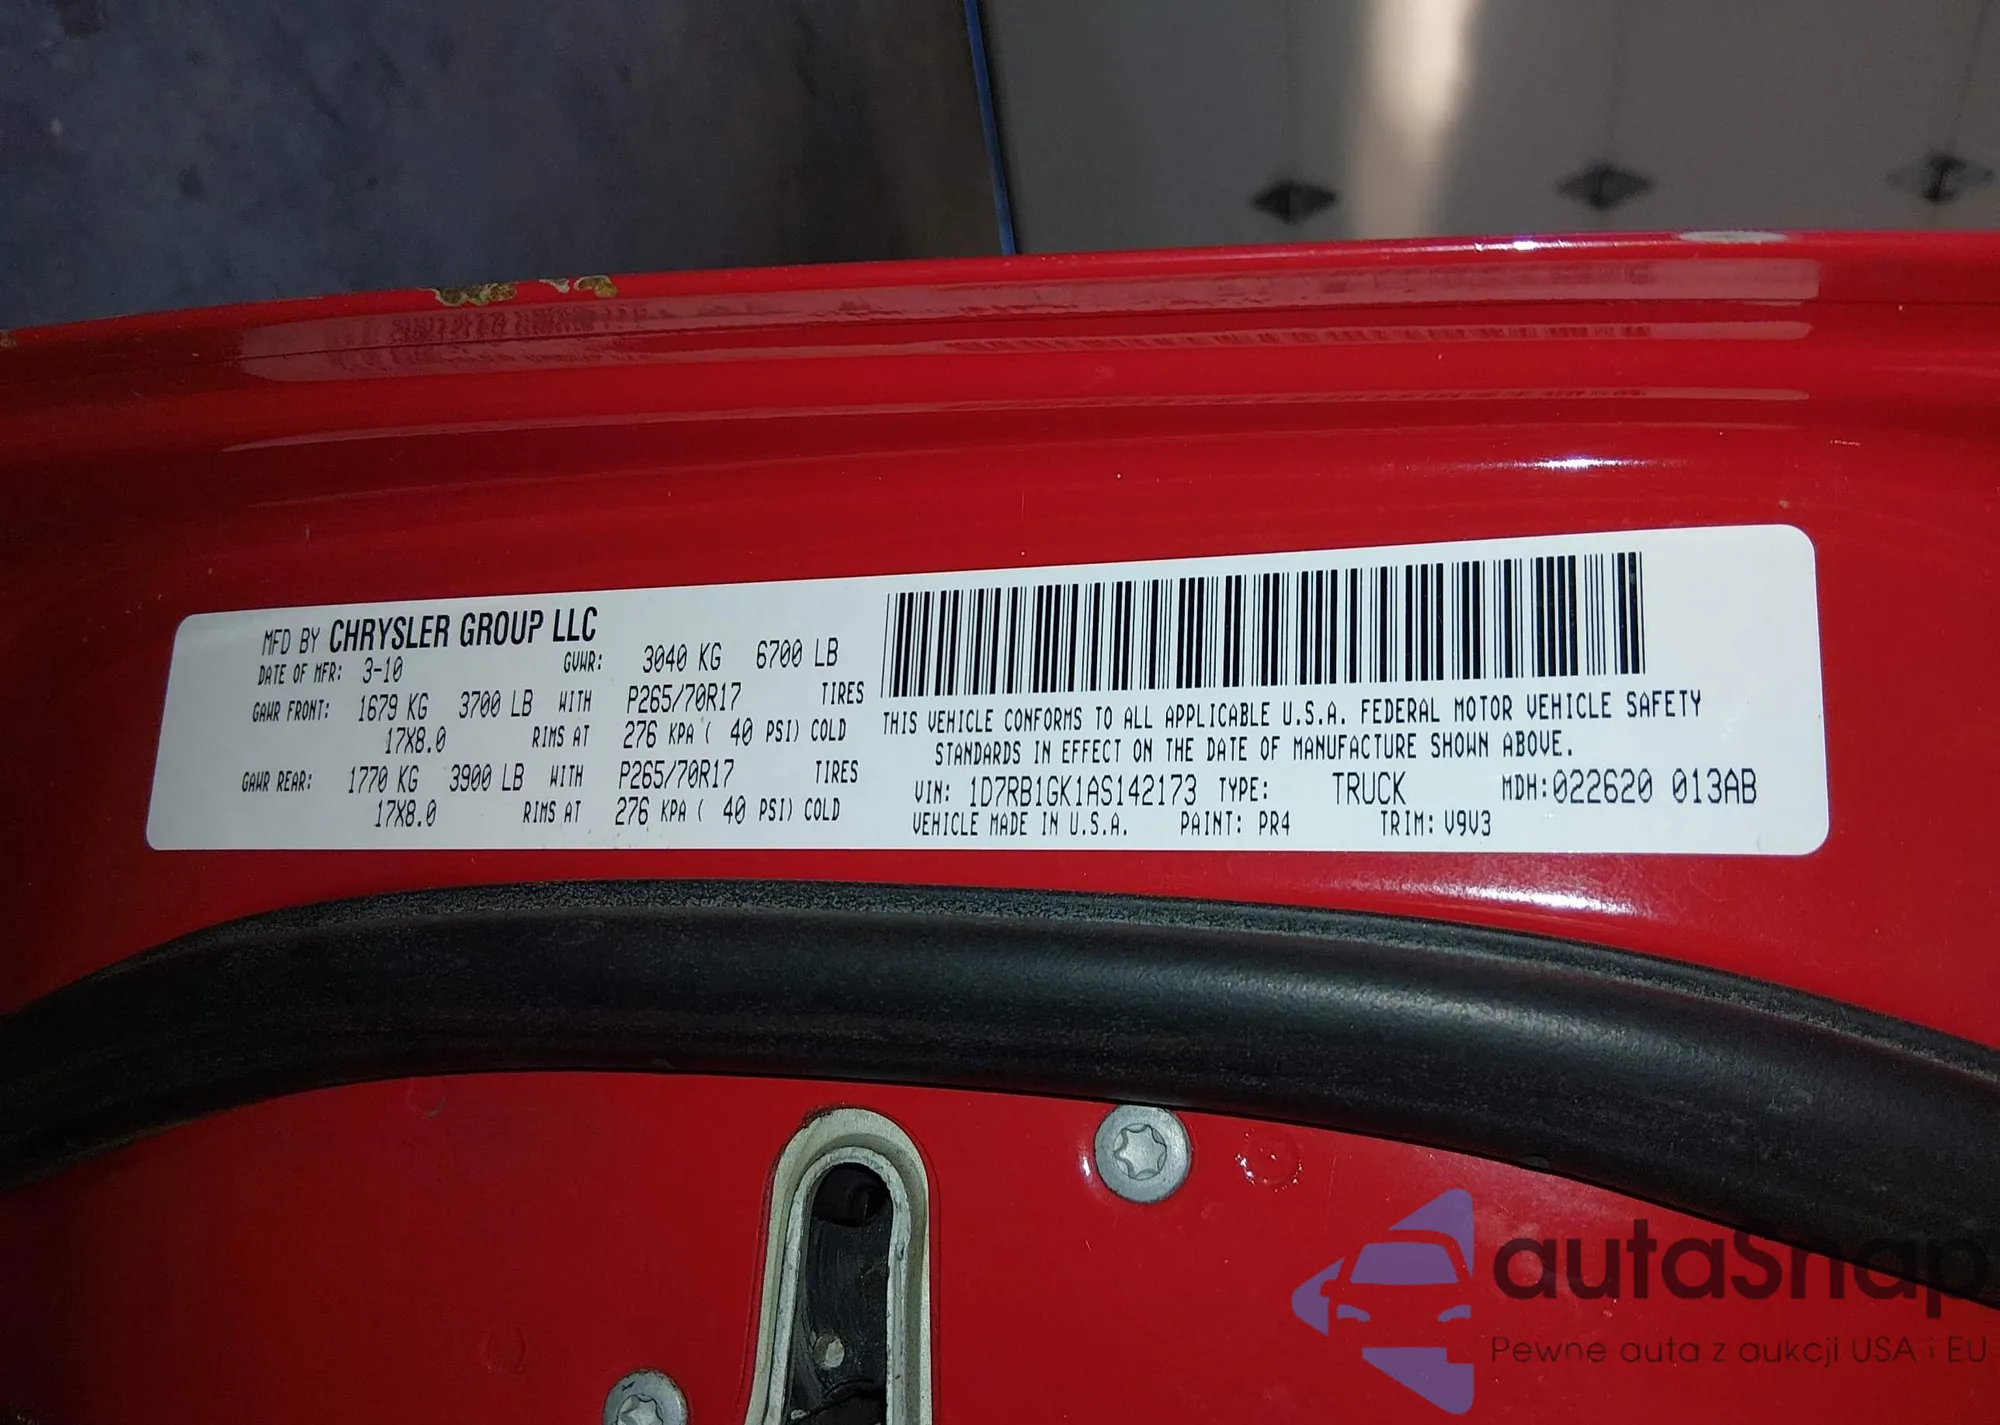 MFD BY CHRYSLER GROUP LLC
DATE OF MFR: 3-10 GVWR: 3040 KG 6700 LB
GAWR FRONT: 1679 KG 3700 LB WITH P265/70R17 TIRES
17X8.0 RIMS AT 276 KPA ( 40 PSI) COLD
GAWR REAR: 1770 KG 3900 LB WITH P265/70R17 TIRES
17X8.0 RIMS AT 276 KPA ( 40 PSI) COLD
THIS VEHICLE CONFORMS TO ALL APPLICABLE U.S.A. FEDERAL MOTOR VEHICLE SAFETY
STANDARDS IN EFFECT ON THE DATE OF MANUFACTURE SHOWN ABOVE.
VIN: 1D7RB1GK1AS142173 TYPE: TRUCK MDH:022620 013AB
VEHICLE MADE IN U.S.A. PAINT: PR4 TRIM: V9V3
autaSnap
Pewne auta z aukcji USA i EU